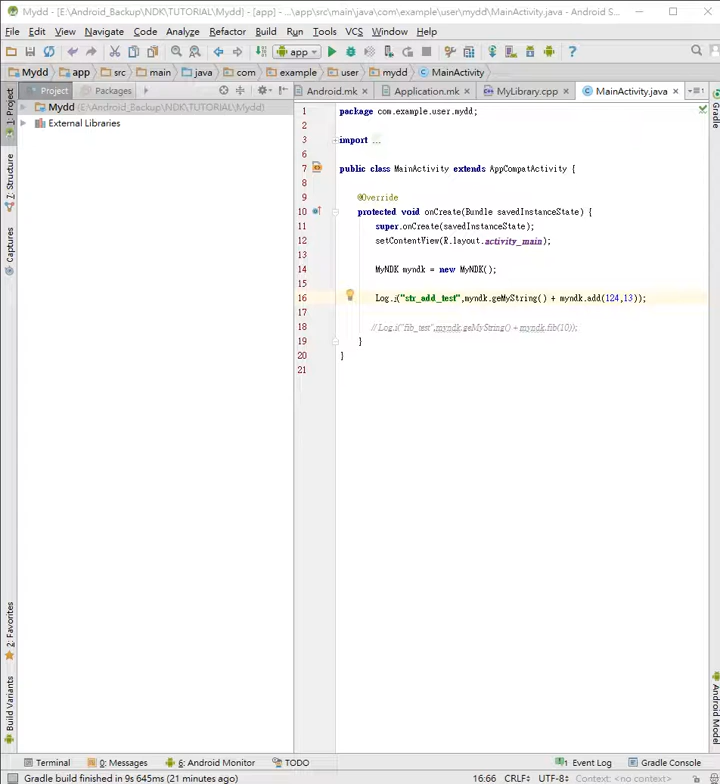 Mydd - [E:\Android_Backup\NDK\TUTORIAL\Mydd] - [app] - ...\app\src\main\java\com\example\user\mydd\MainActivity.java - Android S...
File Edit View Navigate Code Analyze Refactor Build Run Tools VCS Window Help
app
Mydd app src main java com example user mydd MainActivity
1: Project
Project Packages
Android.mk Application.mk MyLibrary.cpp MainActivity.java
Mydd (E:\Android_Backup\NDK\TUTORIAL\Mydd)
External Libraries
7: Structure
Captures
2: Favorites
Build Variants
1 package com.example.user.mydd;
2
3 import ...
6
7 public class MainActivity extends AppCompatActivity {
8
9 @Override
10 protected void onCreate(Bundle savedInstanceState) {
11 super.onCreate(savedInstanceState);
12 setContentView(R.layout.activity_main);
13
14 MyNDK myndk = new MyNDK();
15
16 Log.i("str_add_test",myndk.geMyString() + myndk.add(124,13));
17
18 // Log.i("fib_test",myndk.geMyString() + myndk.fib(10));
19 }
20 }
21
Gradle
Android Model
Terminal 0: Messages 6: Android Monitor TODO Event Log Gradle Console
Gradle build finished in 9s 645ms (21 minutes ago) 16:66 CRLF÷ UTF-8÷ Context: <no context>